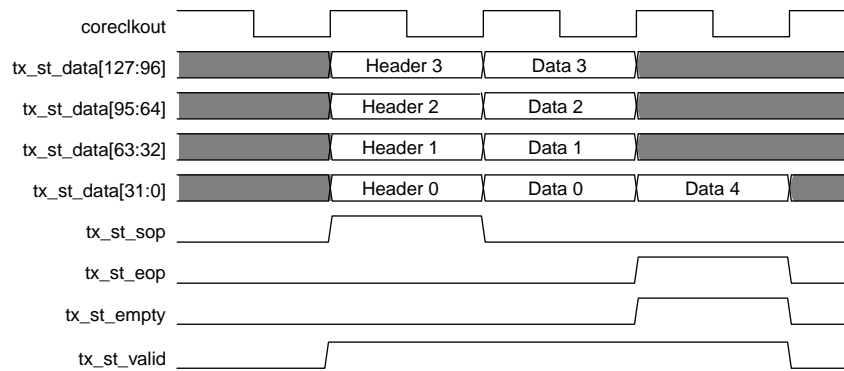 coreclkout
tx_st_data[127:96] Header 3 Data 3
tx_st_data[95:64] Header 2 Data 2
tx_st_data[63:32] Header 1 Data 1
tx_st_data[31:0] Header 0 Data 0 Data 4
tx_st_sop
tx_st_eop
tx_st_empty
tx_st_valid